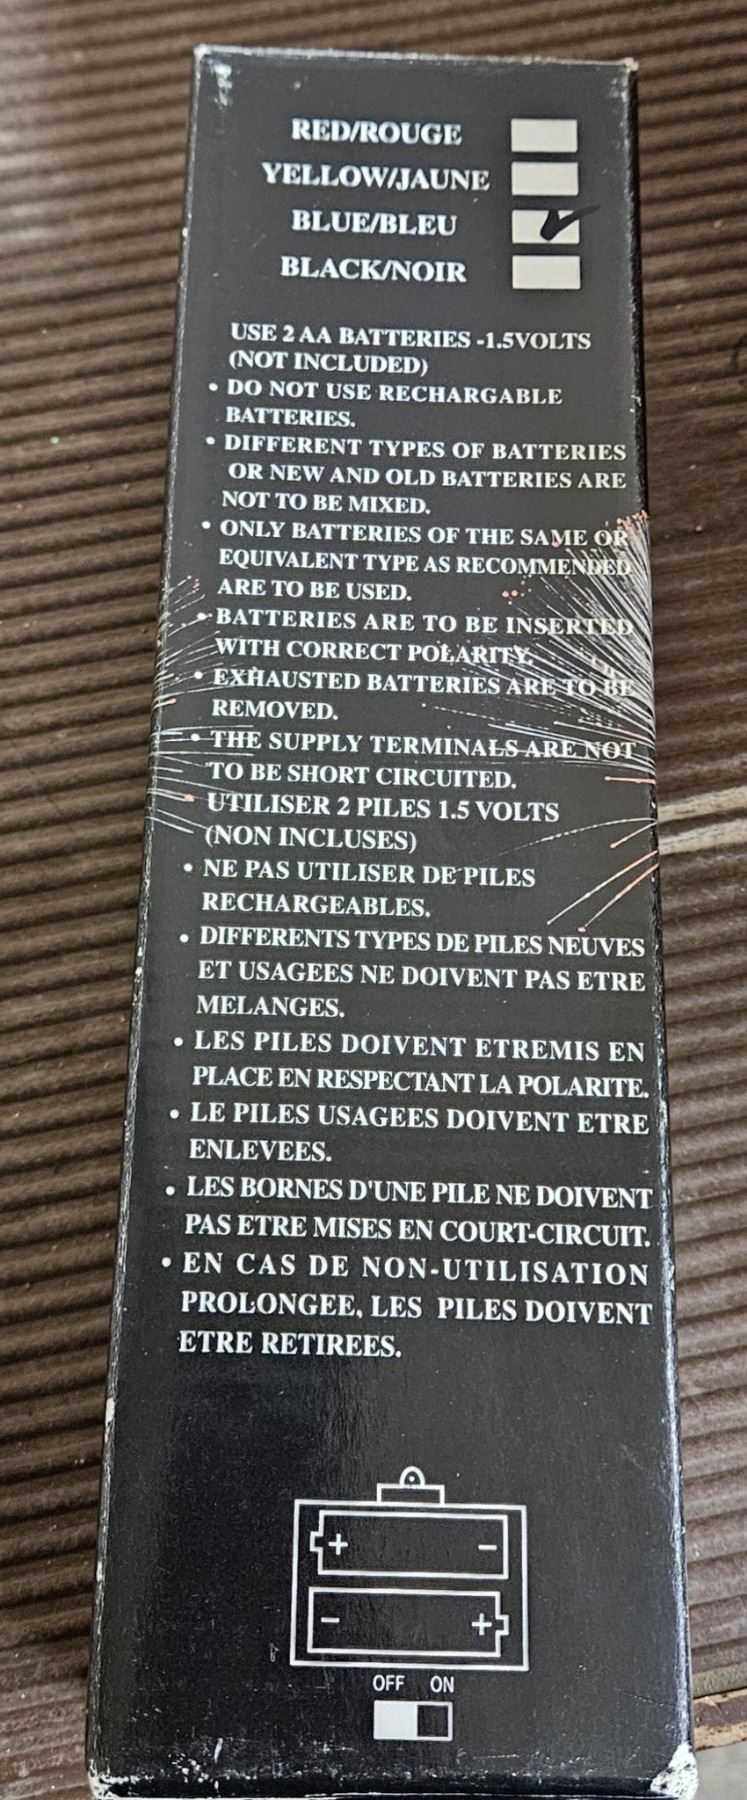 RED/ROUGE
YELLOW/JAUNE
BLUE/BLEU
BLACK/NOIR
USE 2 AA BATTERIES -1.5VOLTS
(NOT INCLUDED)
• DO NOT USE RECHARGABLE
BATTERIES.
• DIFFERENT TYPES OF BATTERIES
OR NEW AND OLD BATTERIES ARE
NOT TO BE MIXED.
• ONLY BATTERIES OF THE SAME OR
EQUIVALENT TYPE AS RECOMMENDED
ARE TO BE USED.
• BATTERIES ARE TO BE INSERTED
WITH CORRECT POLARITY.
• EXHAUSTED BATTERIES ARE TO BE
REMOVED.
• THE SUPPLY TERMINALS ARE NOT
TO BE SHORT CIRCUITED.
• UTILISER 2 PILES 1.5 VOLTS
(NON INCLUSES)
• NE PAS UTILISER DE PILES
RECHARGEABLES.
• DIFFERENTS TYPES DE PILES NEUVES
ET USAGEES NE DOIVENT PAS ETRE
MELANGES.
• LES PILES DOIVENT ETREMIS EN
PLACE EN RESPECTANT LA POLARITE.
• LE PILES USAGEES DOIVENT ETRE
ENLEVEES.
• LES BORNES D'UNE PILE NE DOIVENT
PAS ETRE MISES EN COURT-CIRCUIT.
• EN CAS DE NON-UTILISATION
PROLONGEE, LES PILES DOIVENT
ETRE RETIREES.
+ -
- +
OFF ON